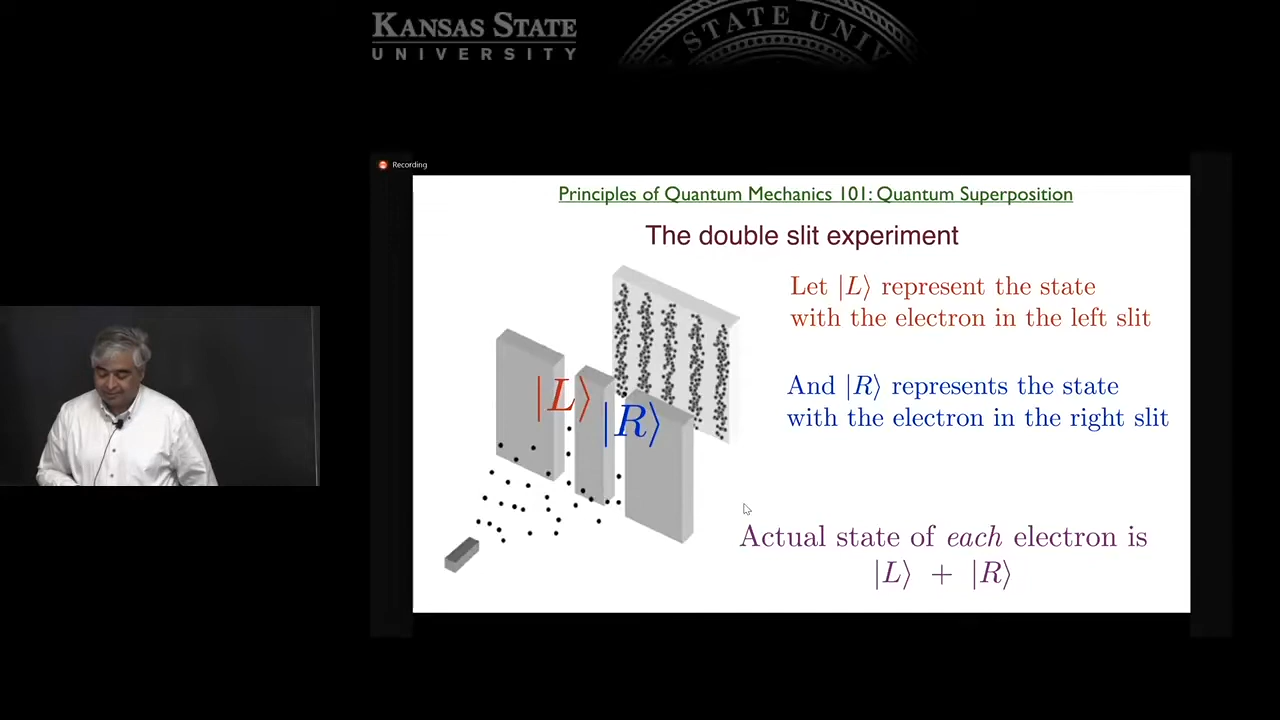 KANSAS STATE
UNIVERSITY
STATE UNIV
Recording
Principles of Quantum Mechanics 101: Quantum Superposition
The double slit experiment
Let |L⟩ represent the state
with the electron in the left slit
And |R⟩ represents the state
with the electron in the right slit
|L⟩
|R⟩
Actual state of each electron is
|L⟩ + |R⟩